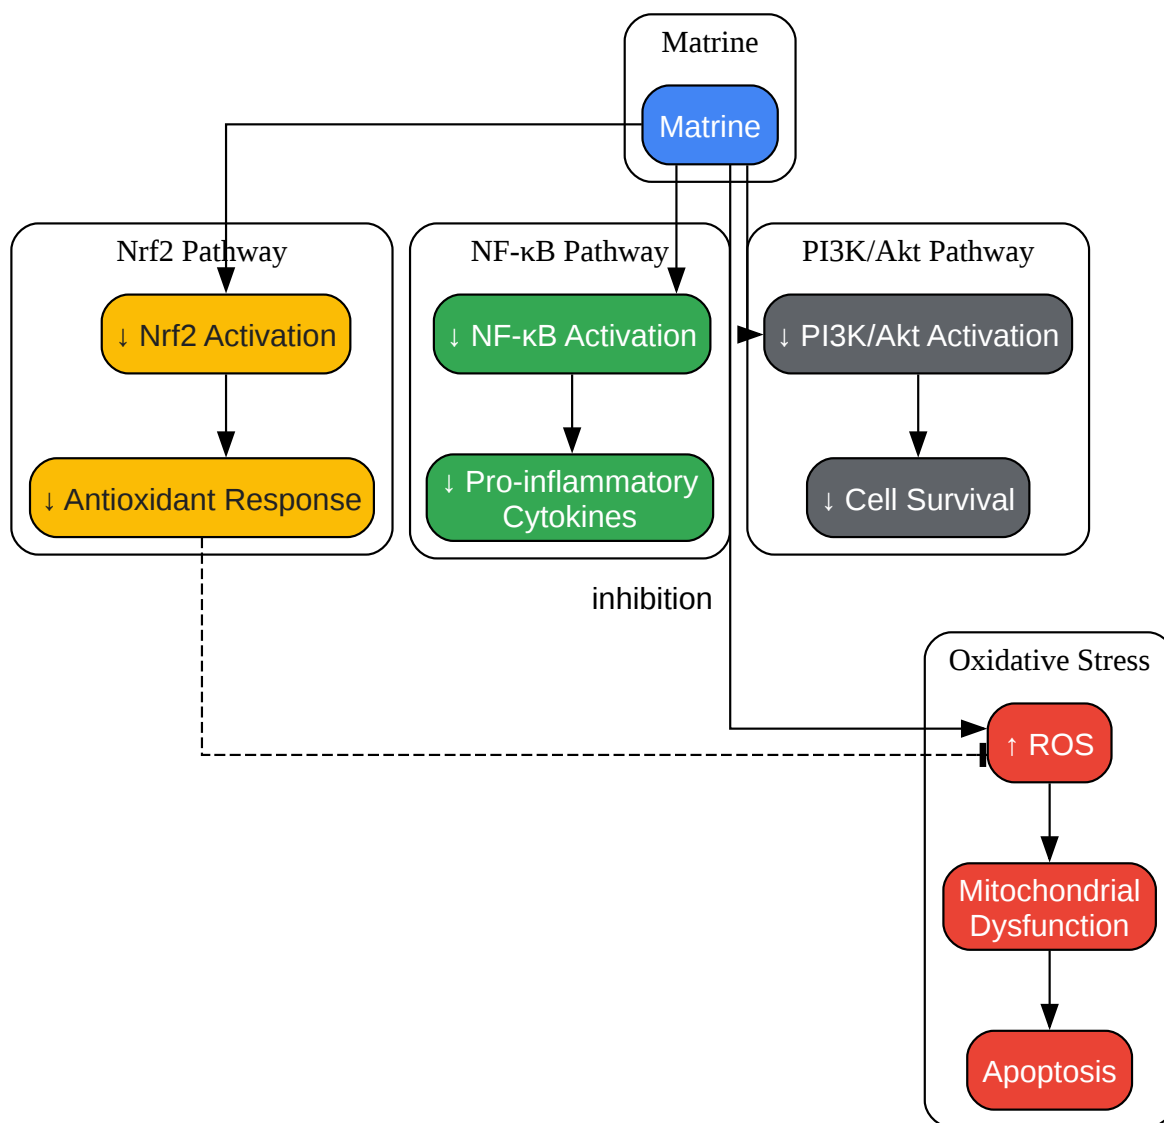 Matrine
Matrine
Nrf2 Pathway
NF-κB Pathway
PI3K/Akt Pathway
↓ Nrf2 Activation
↓ NF-κB Activation
↓ PI3K/Akt Activation
↓ Antioxidant Response
↓ Pro-inflammatory
Cytokines
↓ Cell Survival
inhibition
Oxidative Stress
↑ ROS
Mitochondrial
Dysfunction
Apoptosis